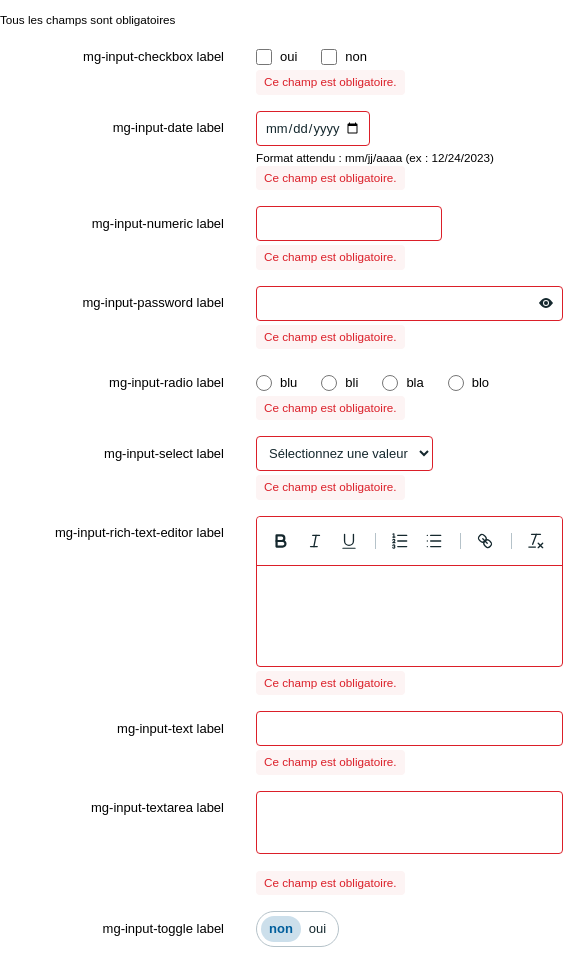 Tous les champs sont obligatoires
mg-input-checkbox label oui non
Ce champ est obligatoire.
mg-input-date label mm/dd/yyyy
Format attendu : mm/jj/aaaa (ex : 12/24/2023)
Ce champ est obligatoire.
mg-input-numeric label
Ce champ est obligatoire.
mg-input-password label
Ce champ est obligatoire.
mg-input-radio label blu bli bla blo
Ce champ est obligatoire.
mg-input-select label Sélectionnez une valeur
Ce champ est obligatoire.
mg-input-rich-text-editor label
Ce champ est obligatoire.
mg-input-text label
Ce champ est obligatoire.
mg-input-textarea label
Ce champ est obligatoire.
mg-input-toggle label non oui